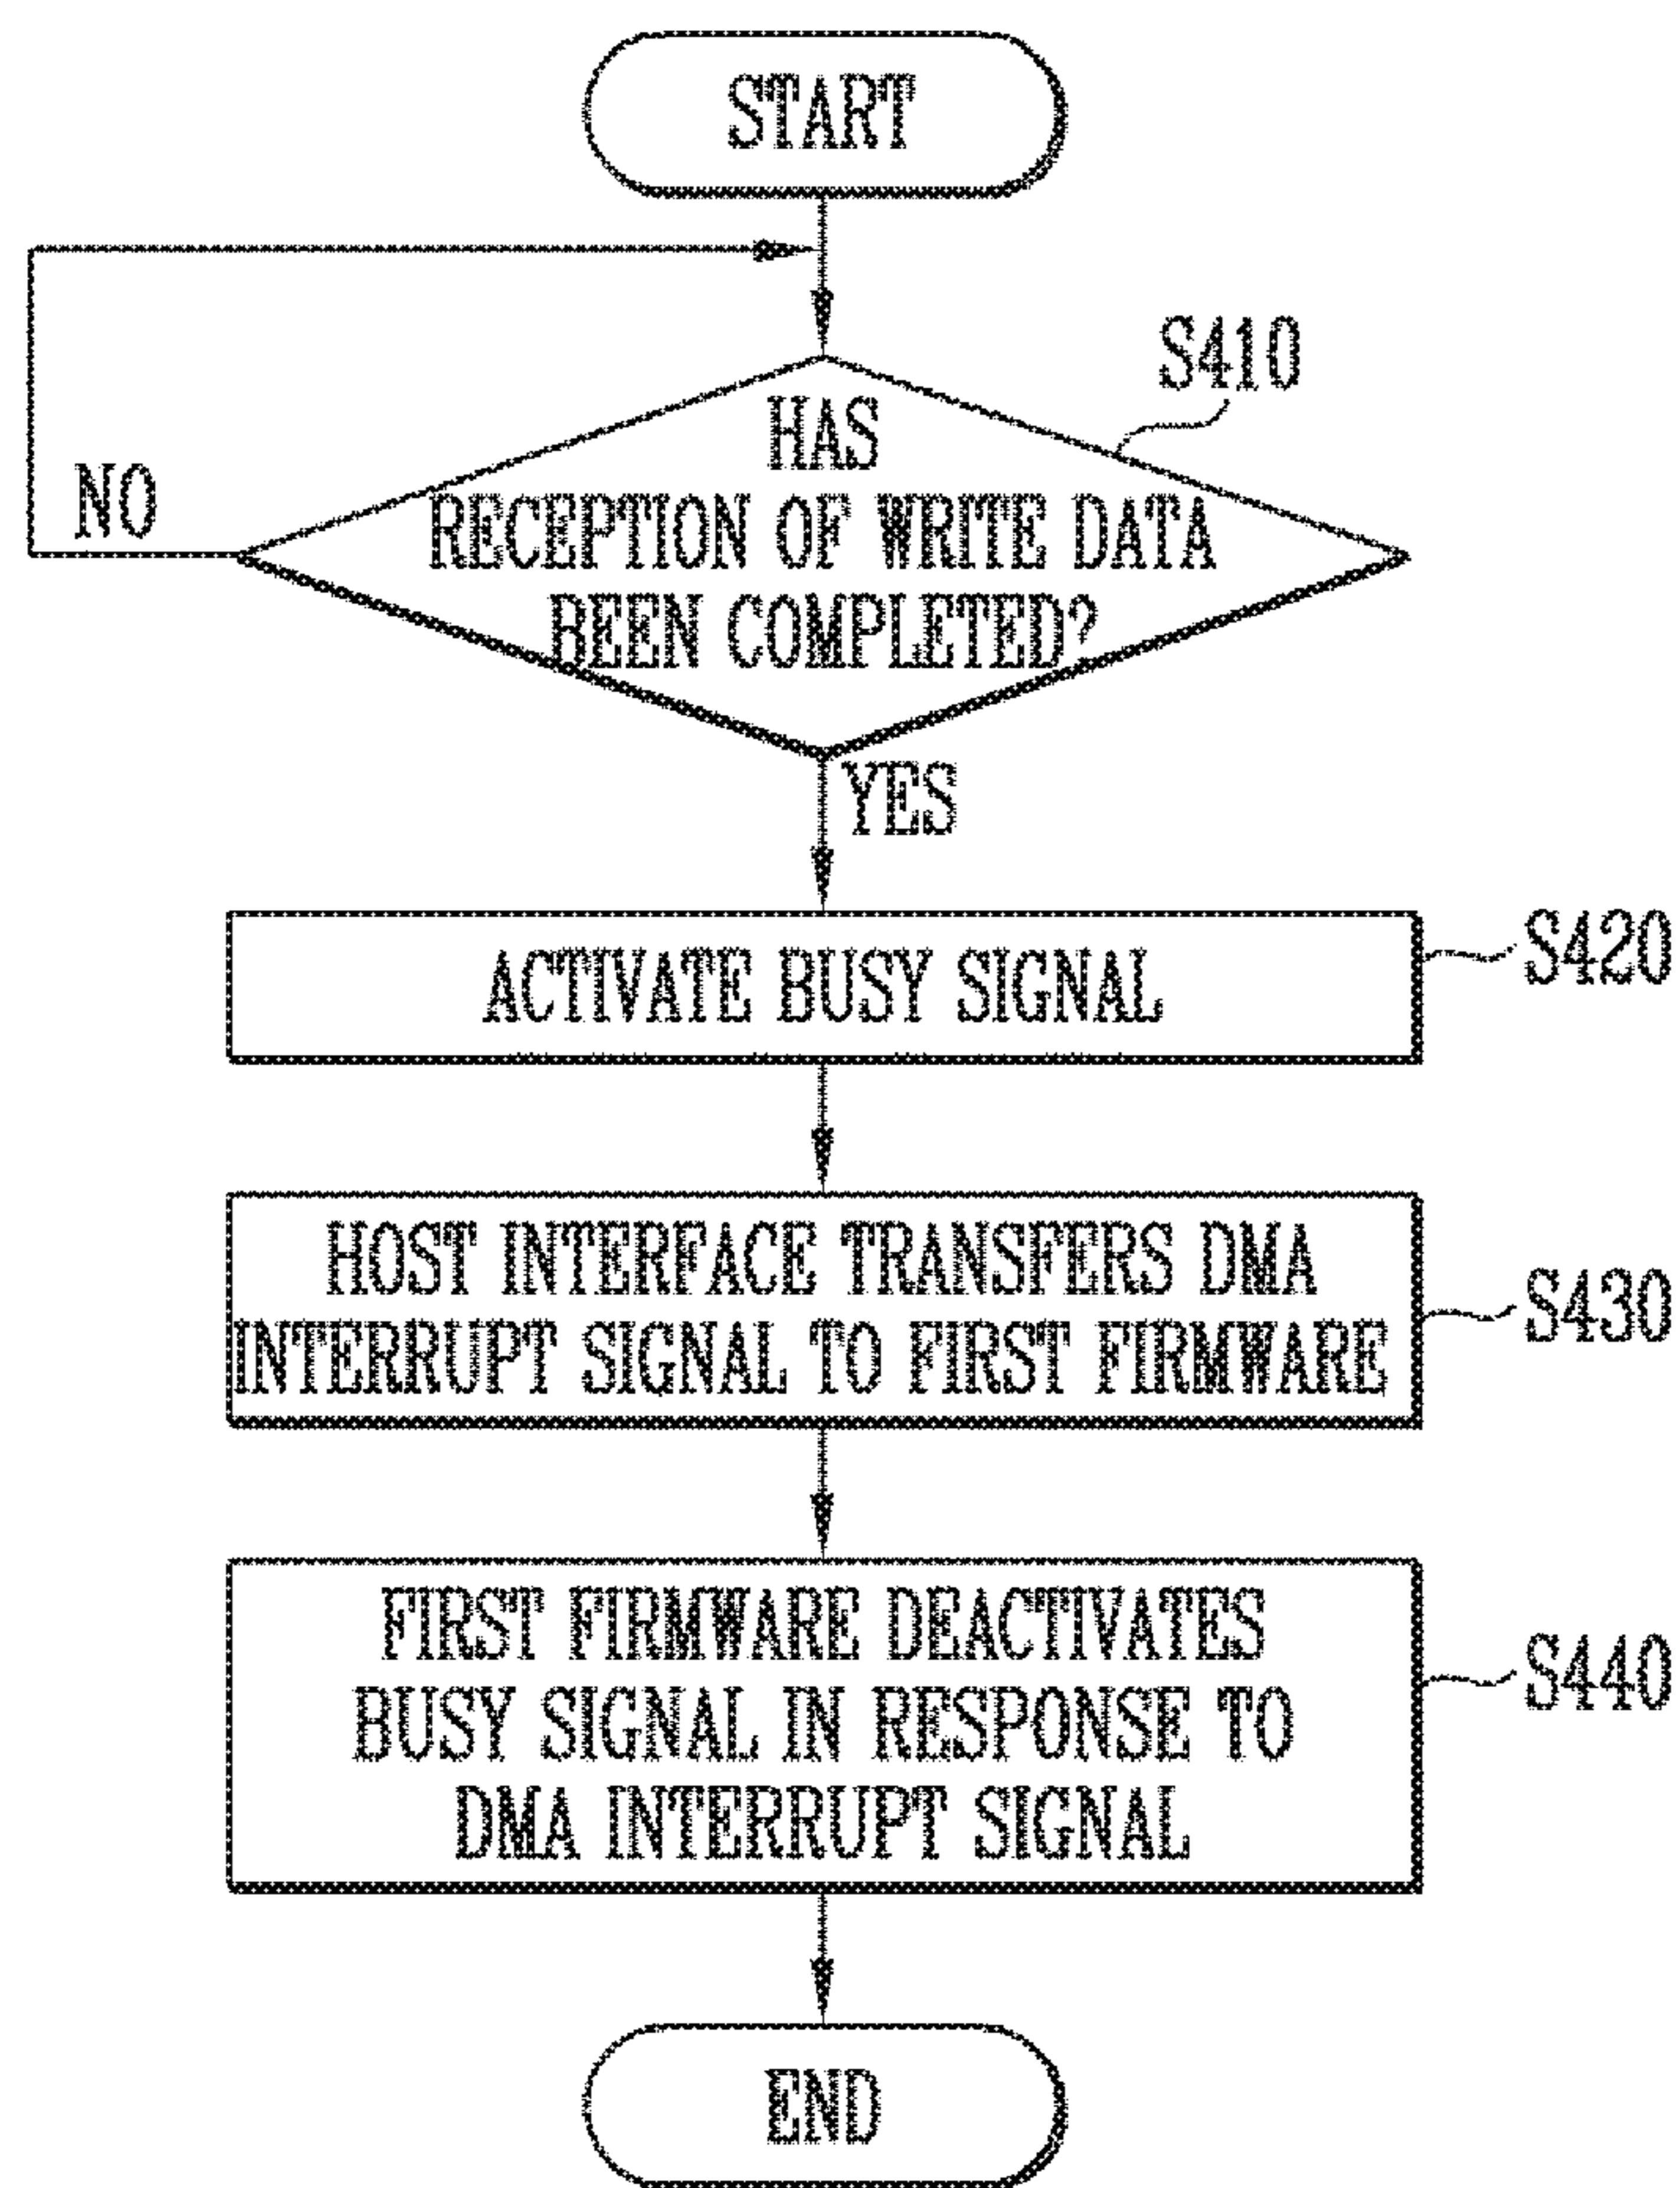 START
S410
HAS
RECEPTION OF WRITE DATA
BEEN COMPLETED?
NO
YES
ACTIVATE BUSY SIGNAL
S420
HOST INTERFACE TRANSFERS DMA
INTERRUPT SIGNAL TO FIRST FIRMWARE
S430
FIRST FIRMWARE DEACTIVATES
BUSY SIGNAL IN RESPONSE TO
DMA INTERRUPT SIGNAL
S440
END